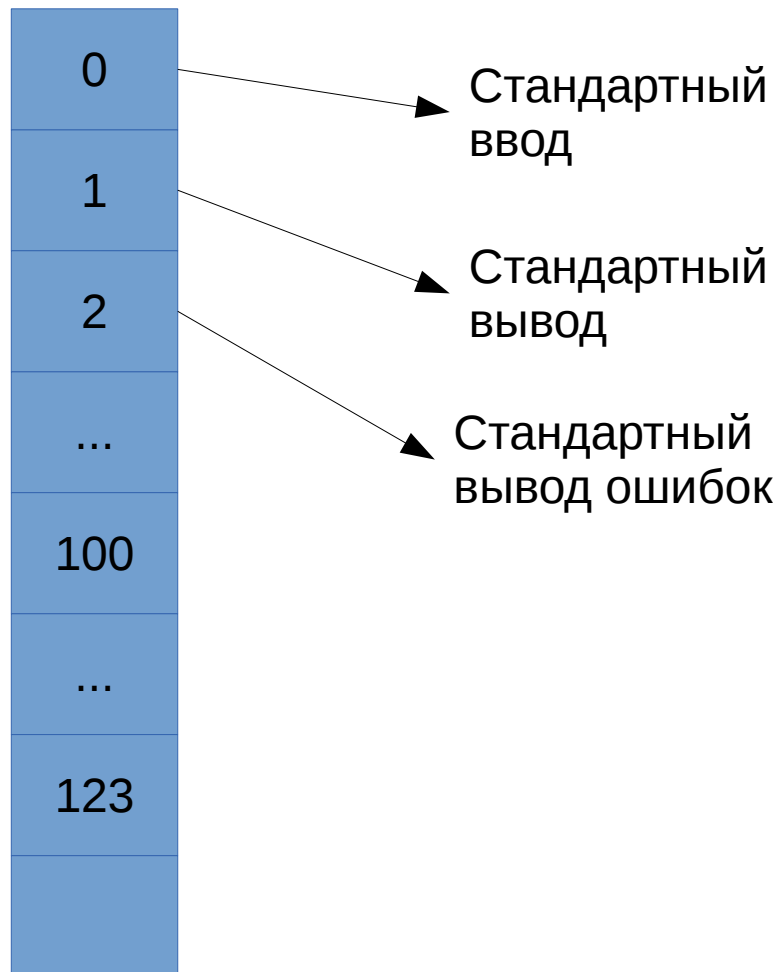 0
Стандартный
ввод
1
Стандартный
вывод
2
...
Стандартный
вывод ошибок
100
...
123